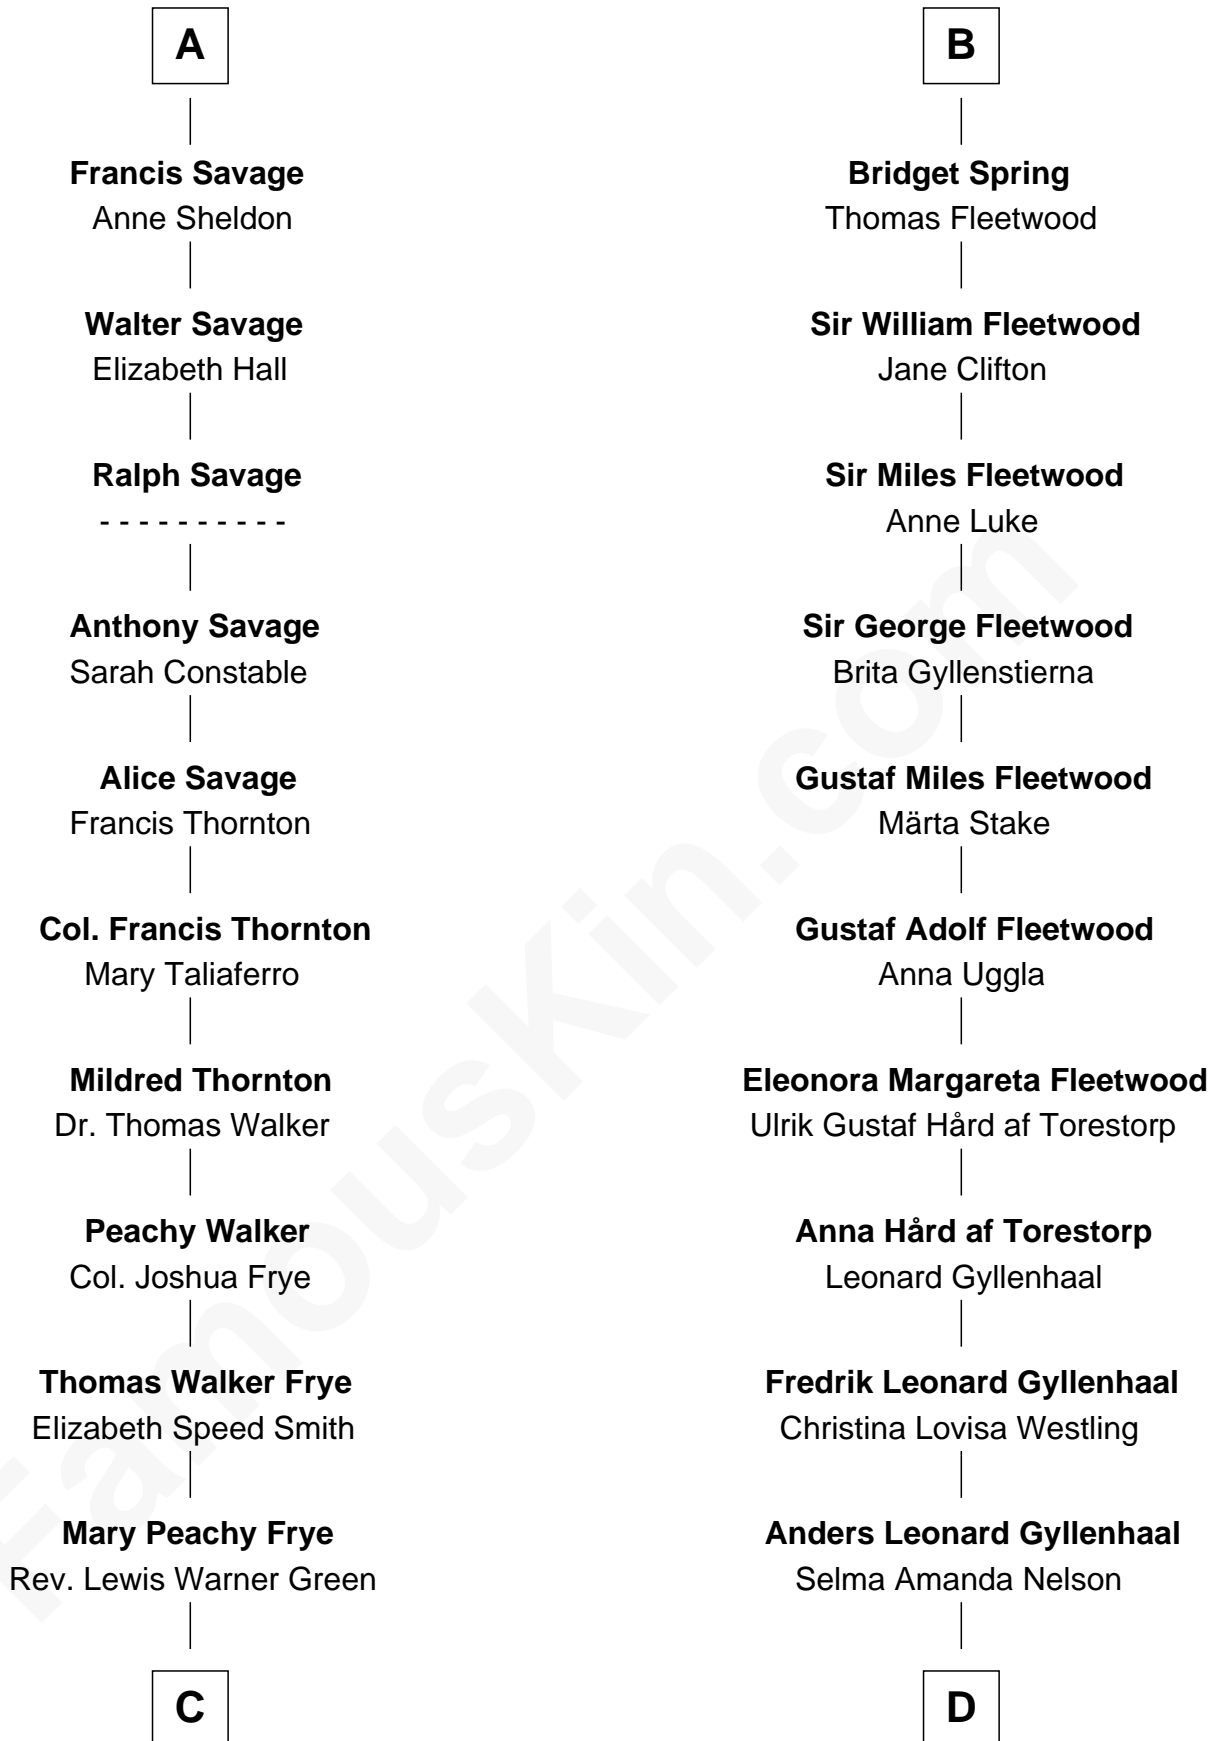 A
Francis Savage
Anne Sheldon
Walter Savage
Elizabeth Hall
Ralph Savage
- - - - - - - - - -
Anthony Savage
Sarah Constable
Alice Savage
Francis Thornton
Col. Francis Thornton
Mary Taliaferro
Mildred Thornton
Dr. Thomas Walker
Peachy Walker
Col. Joshua Frye
Thomas Walker Frye
Elizabeth Speed Smith
Mary Peachy Frye
Rev. Lewis Warner Green
C
B
Bridget Spring
Thomas Fleetwood
Sir William Fleetwood
Jane Clifton
Sir Miles Fleetwood
Anne Luke
Sir George Fleetwood
Brita Gyllenstierna
Gustaf Miles Fleetwood
Märta Stake
Gustaf Adolf Fleetwood
Anna Uggla
Eleonora Margareta Fleetwood
Ulrik Gustaf Hård af Torestorp
Anna Hård af Torestorp
Leonard Gyllenhaal
Fredrik Leonard Gyllenhaal
Christina Lovisa Westling
Anders Leonard Gyllenhaal
Selma Amanda Nelson
D
FamousKin.com